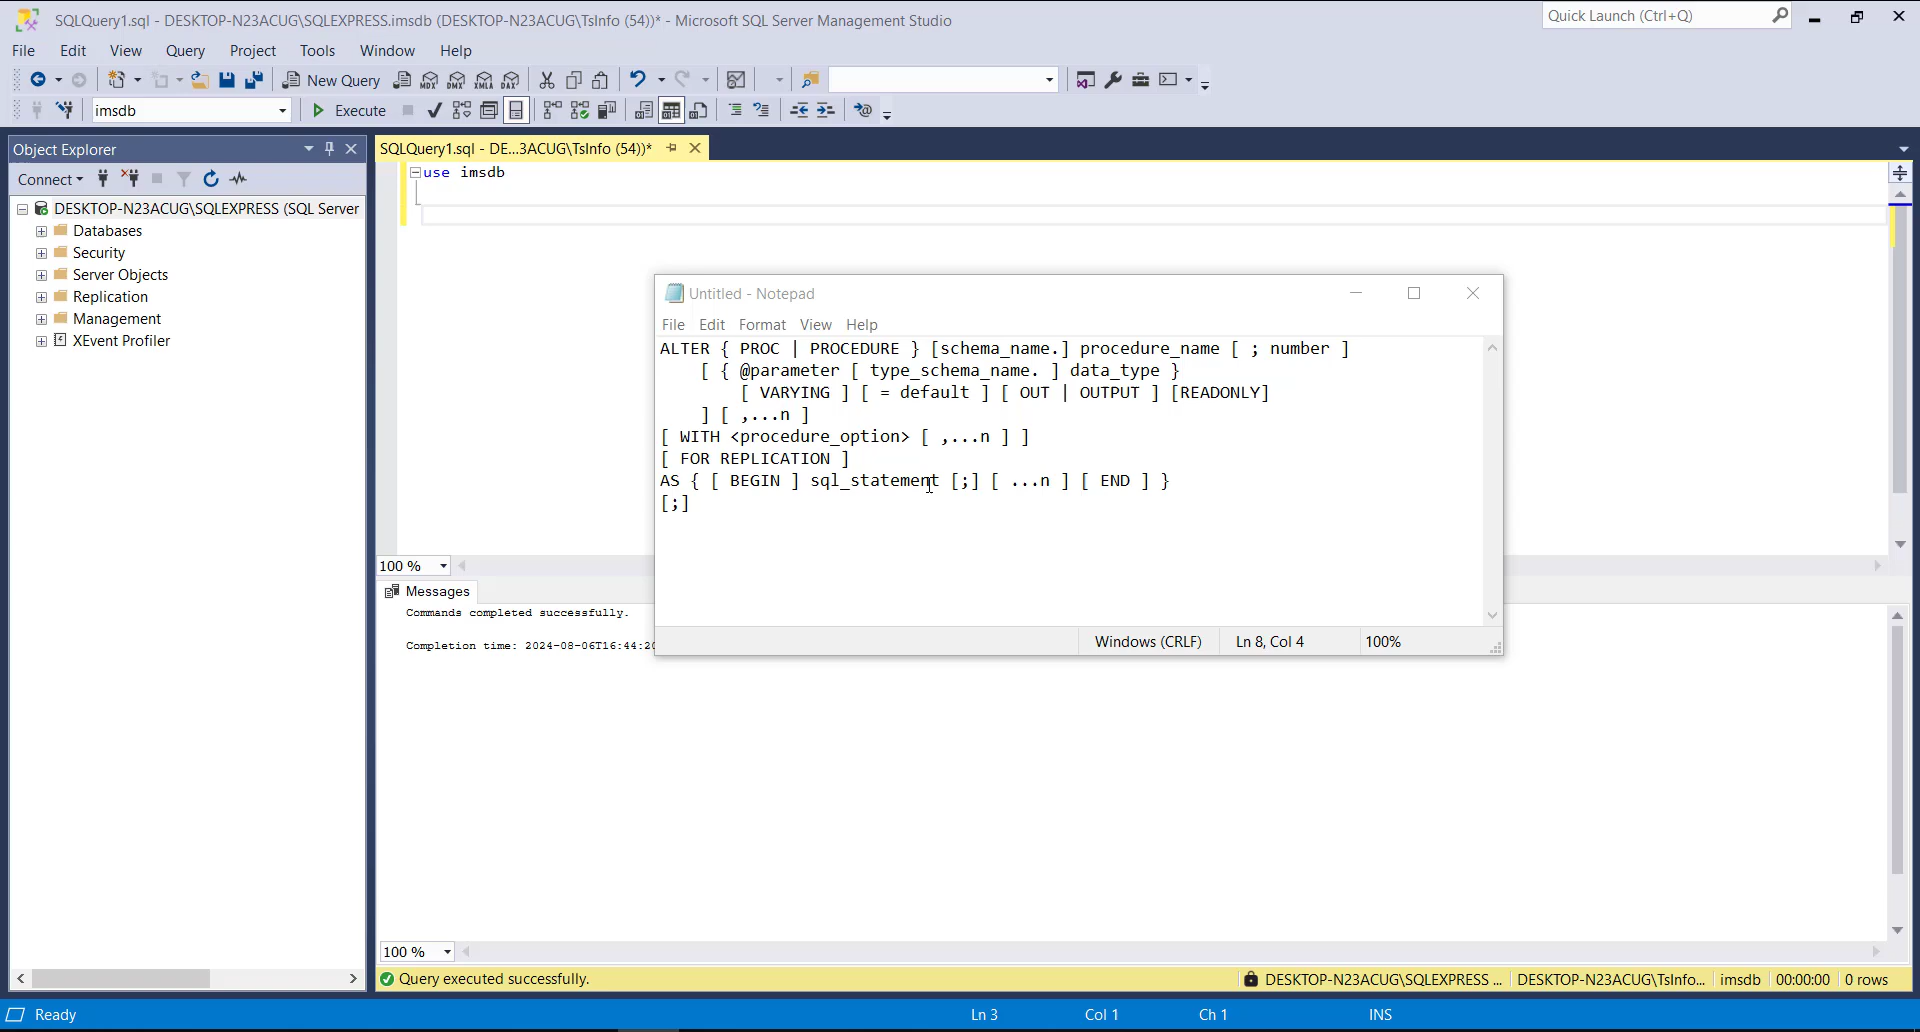 SQLQuery1.sql - DESKTOP-N23ACUG\SQLEXPRESS.imsdb (DESKTOP-N23ACUG\TsInfo (54))* - Microsoft SQL Server Management Studio
Quick Launch (Ctrl+Q)
File Edit View Query Project Tools Window Help
New Query
MDX DMX XMLA DAX
imsdb
Execute
Object Explorer
SQLQuery1.sql - DE...3ACUG\TsInfo (54))*
Connect
use imsdb
DESKTOP-N23ACUG\SQLEXPRESS (SQL Server
Databases
Security
Server Objects
Replication
Management
XEvent Profiler
Untitled - Notepad
File Edit Format View Help
ALTER { PROC | PROCEDURE } [schema_name.] procedure_name [ ; number ]
[ { @parameter [ type_schema_name. ] data_type }
[ VARYING ] [ = default ] [ OUT | OUTPUT ] [READONLY]
] [ ,...n ]
[ WITH <procedure_option> [ ,...n ] ]
[ FOR REPLICATION ]
AS { [ BEGIN ] sql_statement [;] [ ...n ] [ END ] }
[;]
Windows (CRLF) Ln 8, Col 4 100%
100 %
Messages
Commands completed successfully.
Completion time: 2024-08-06T16:44:20
100 %
Query executed successfully.
DESKTOP-N23ACUG\SQLEXPRESS ... DESKTOP-N23ACUG\TsInfo... imsdb 00:00:00 0 rows
Ready Ln 3 Col 1 Ch 1 INS